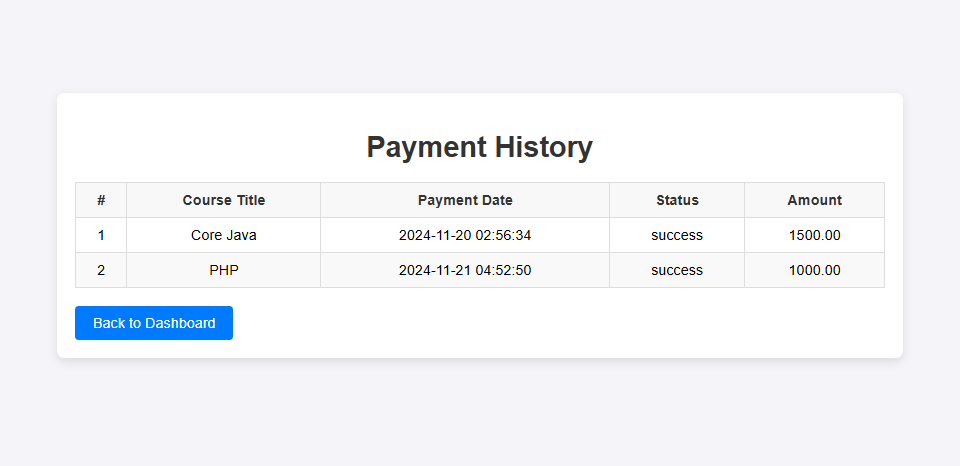 Payment History
# Course Title Payment Date Status Amount
1 Core Java 2024-11-20 02:56:34 success 1500.00
2 PHP 2024-11-21 04:52:50 success 1000.00
Back to Dashboard